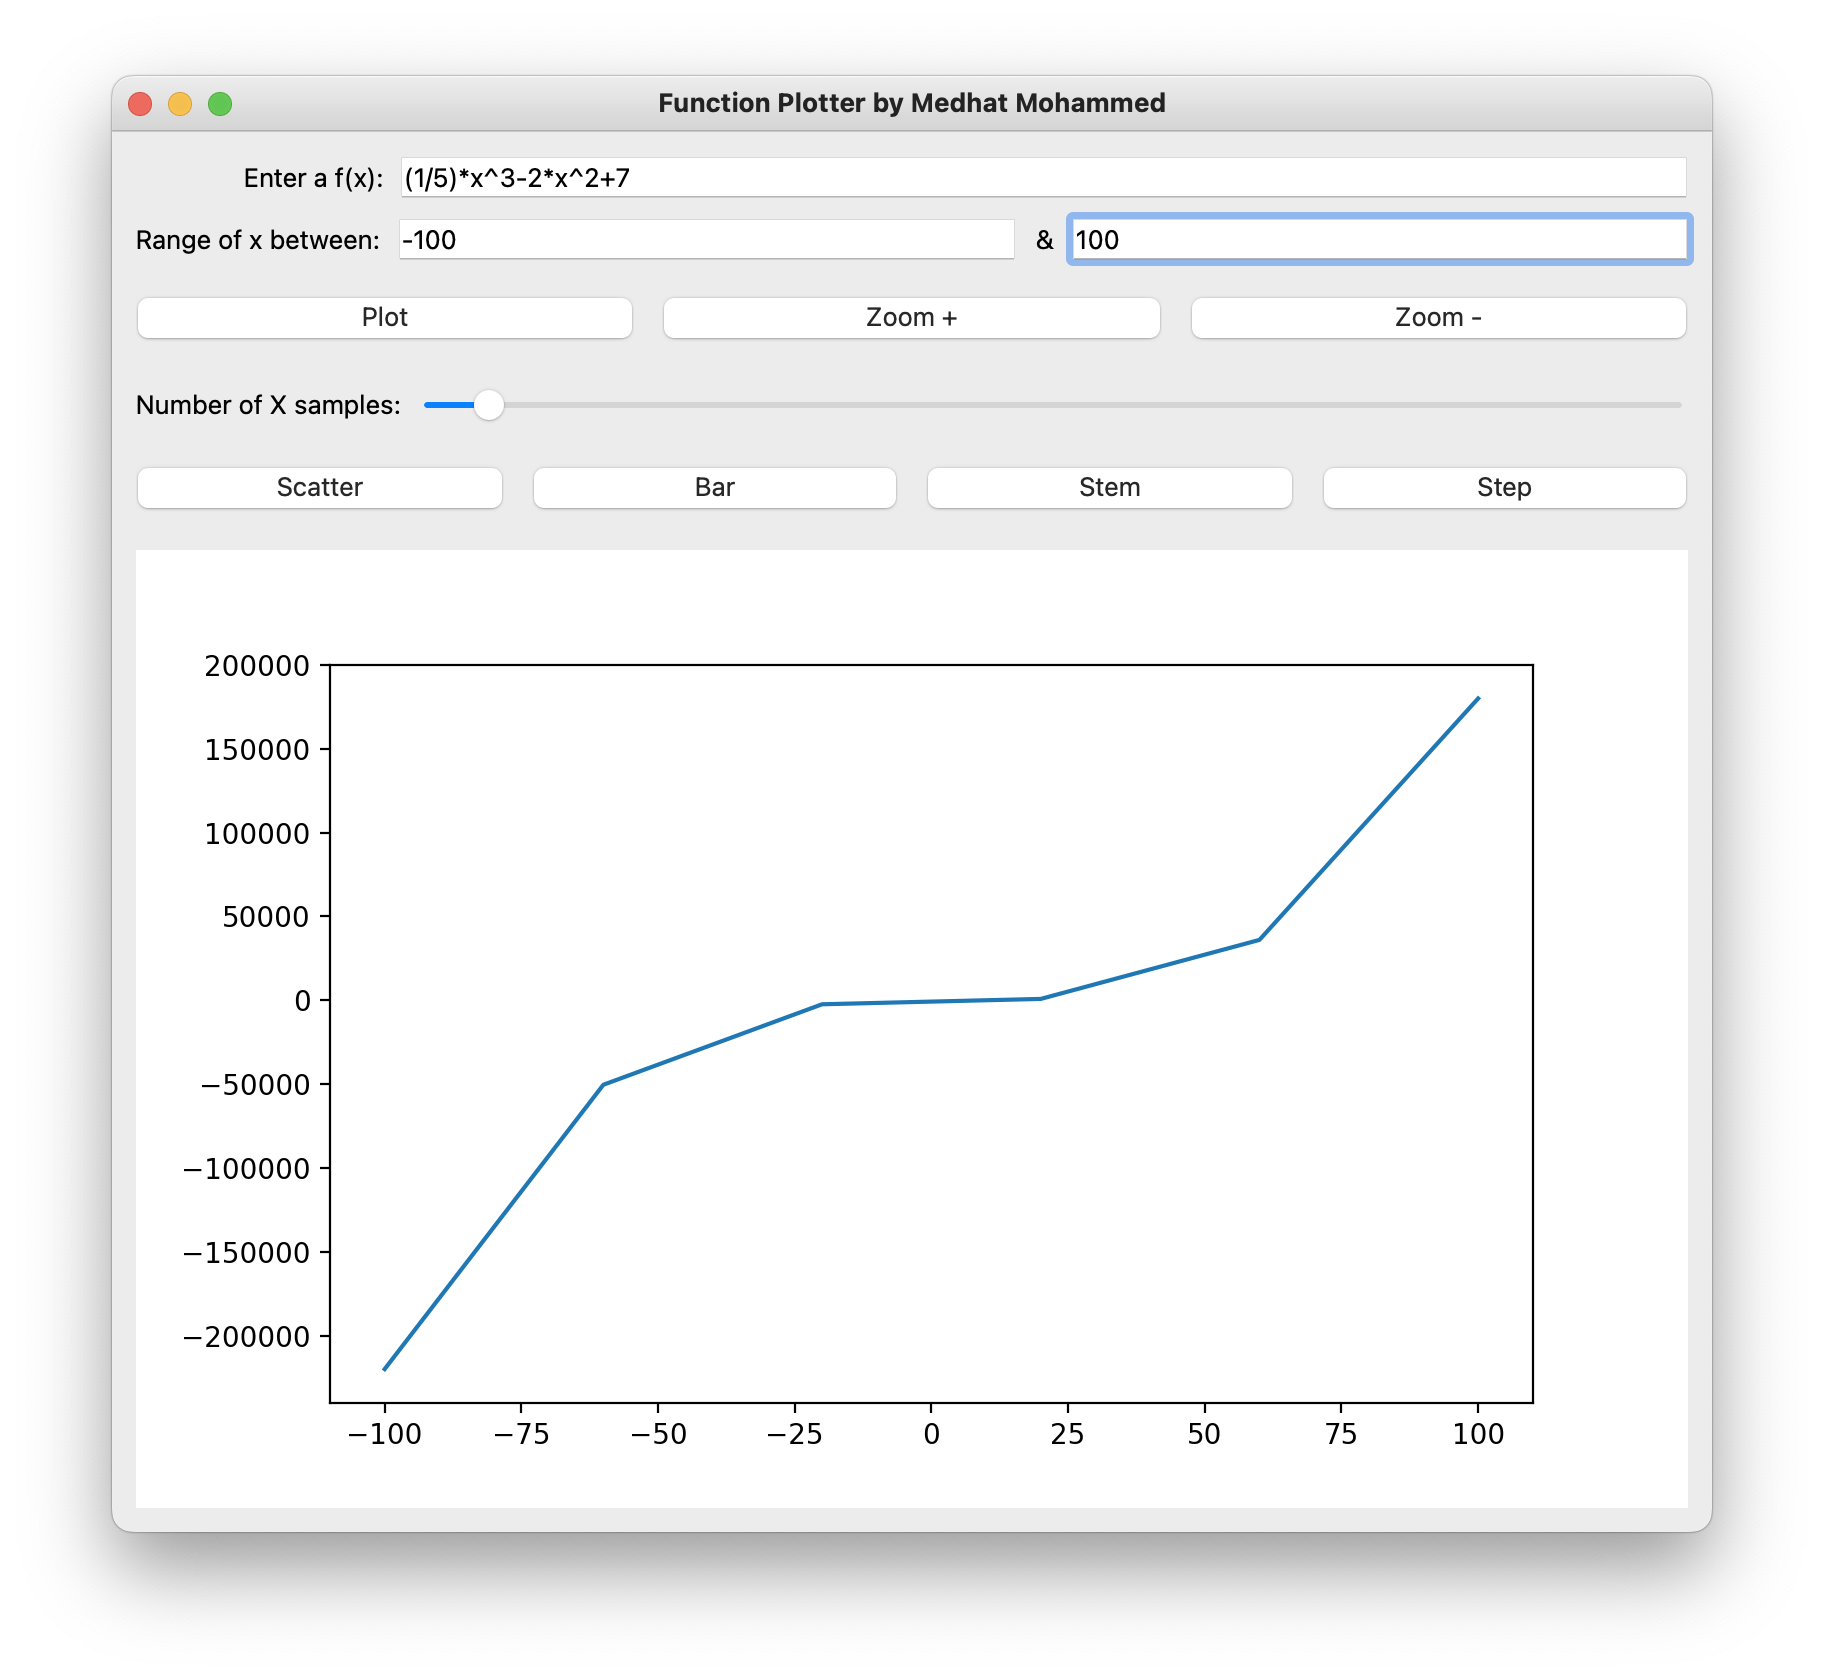 Function Plotter by Medhat Mohammed
Enter a f(x): (1/5)*x^3-2*x^2+7
Range of x between: -100 & 100
Plot Zoom + Zoom -
Number of X samples:
Scatter Bar Stem Step
200000
150000
100000
50000
0
−50000
−100000
−150000
−200000
−100 −75 −50 −25 0 25 50 75 100